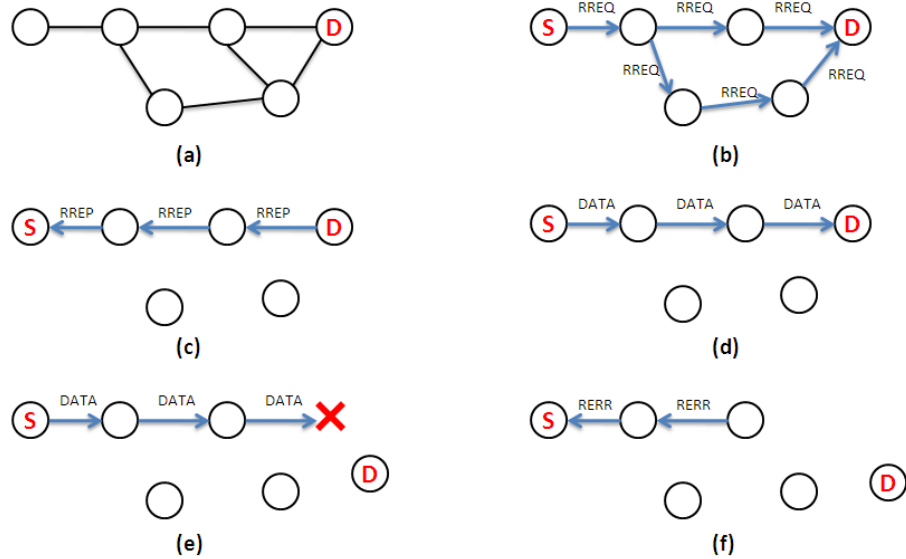 D
(a)
RREQ RREQ RREQ
S D
RREQ RREQ RREQ
(b)
RREP RREP RREP
S D
(c)
DATA DATA DATA
S D
(d)
DATA DATA DATA
S
D
(e)
RERR RERR
S
D
(f)